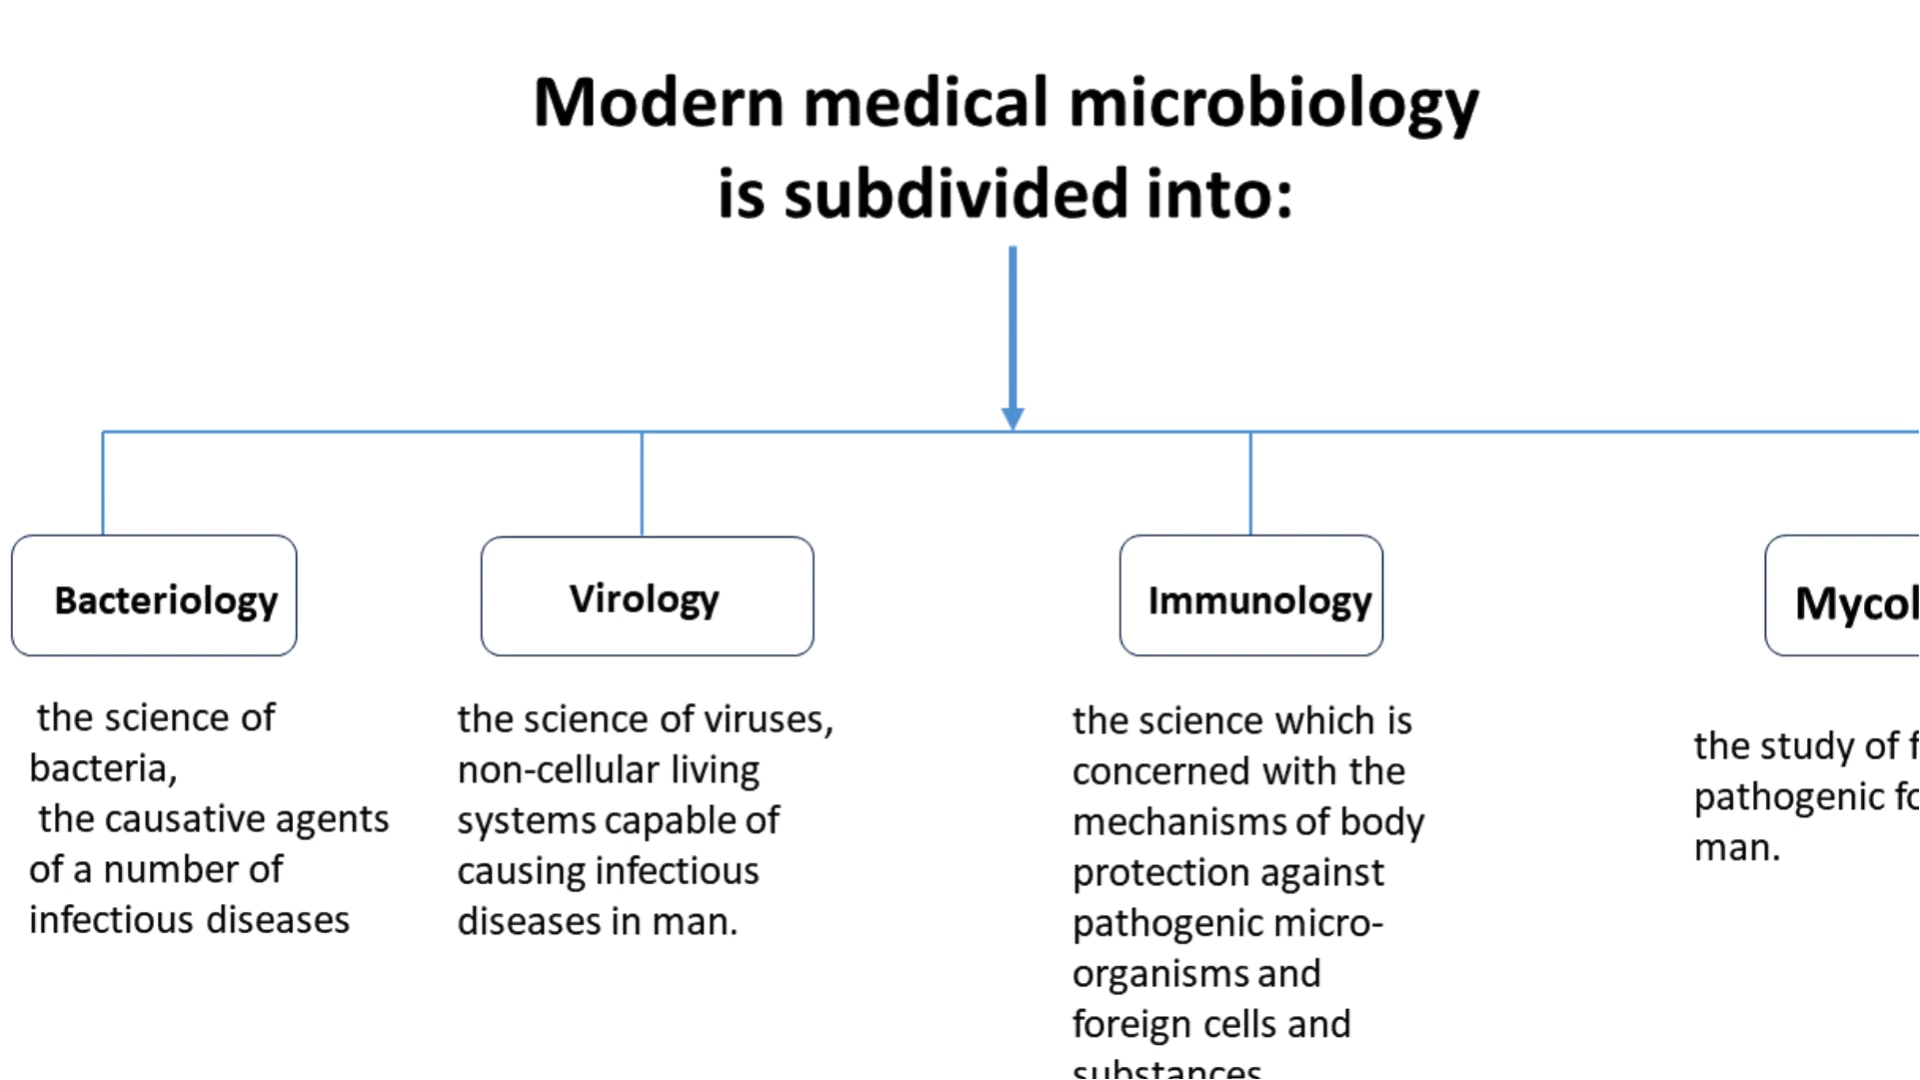 Modern medical microbiology
is subdivided into:
Bacteriology
the science of
bacteria,
the causative agents
of a number of
infectious diseases
Virology
the science of viruses,
non-cellular living
systems capable of
causing infectious
diseases in man.
Immunology
the science which is
concerned with the
mechanisms of body
protection against
pathogenic micro-
organisms and
foreign cells and
substances
the study of
pathogenic
man.